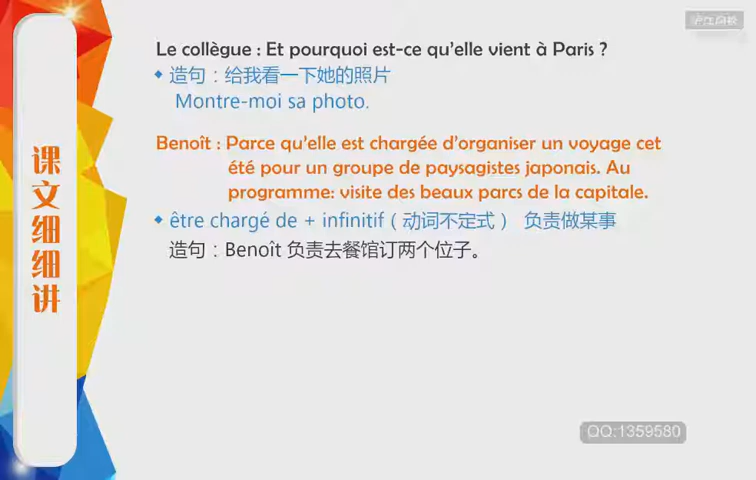 Le collègue : Et pourquoi est-ce qu'elle vient à Paris ?
造句：给我看一下她的照片
Montre-moi sa photo.
Benoît : Parce qu'elle est chargée d'organiser un voyage cet
été pour un groupe de paysagistes japonais. Au
programme: visite des beaux parcs de la capitale.
être chargé de + infinitif（动词不定式） 负责做某事
造句：Benoît 负责去餐馆订两个位子。
课文细细讲
QQ:1359580